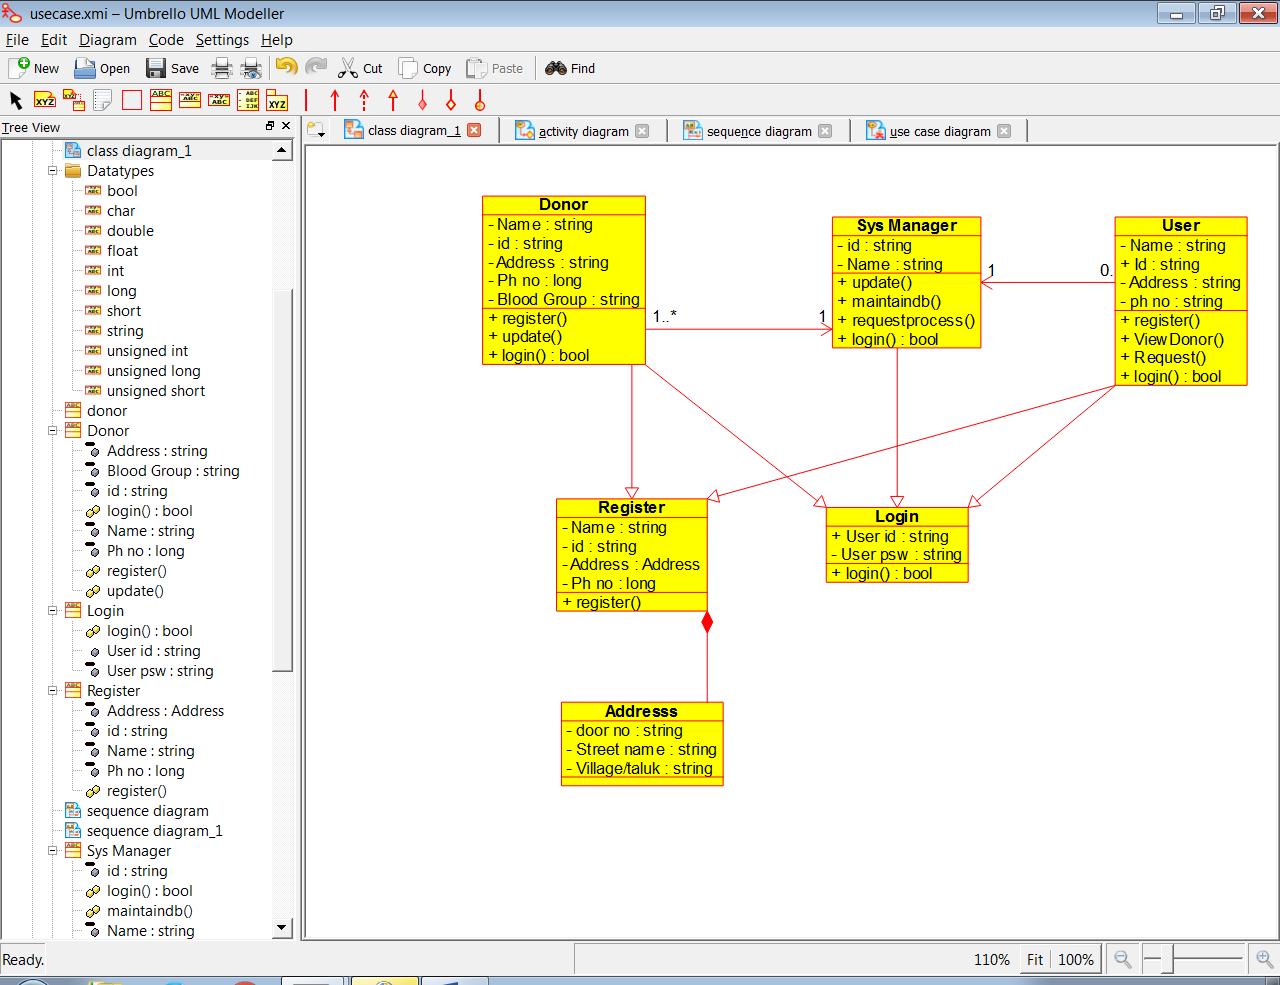 usecase.xmi – Umbrello UML Modeller
File Edit Diagram Code Settings Help
New Open Save Cut Copy Paste Find
Tree View
class diagram_1 activity diagram sequence diagram use case diagram
class diagram_1
Datatypes
bool
char
double
float
int
long
short
string
unsigned int
unsigned long
unsigned short
donor
Donor
Address : string
Blood Group : string
id : string
login() : bool
Name : string
Ph no : long
register()
update()
Login
login() : bool
User id : string
User psw : string
Register
Address : Address
id : string
Name : string
Ph no : long
register()
sequence diagram
sequence diagram_1
Sys Manager
id : string
login() : bool
maintaindb()
Name : string
Donor
- Name : string
- id : string
- Address : string
- Ph no : long
- Blood Group : string
+ register()
+ update()
+ login() : bool
1..*
1
Sys Manager
- id : string
- Name : string
+ update()
+ maintaindb()
+ requestprocess()
+ login() : bool
1
0.
User
- Name : string
+ Id : string
- Address : string
- ph no : string
+ register()
+ ViewDonor()
+ Request()
+ login() : bool
Register
- Name : string
- id : string
- Address : Address
- Ph no : long
+ register()
Login
+ User id : string
- User psw : string
+ login() : bool
Addresss
- door no : string
- Street name : string
- Village/taluk : string
Ready.
110% Fit 100%